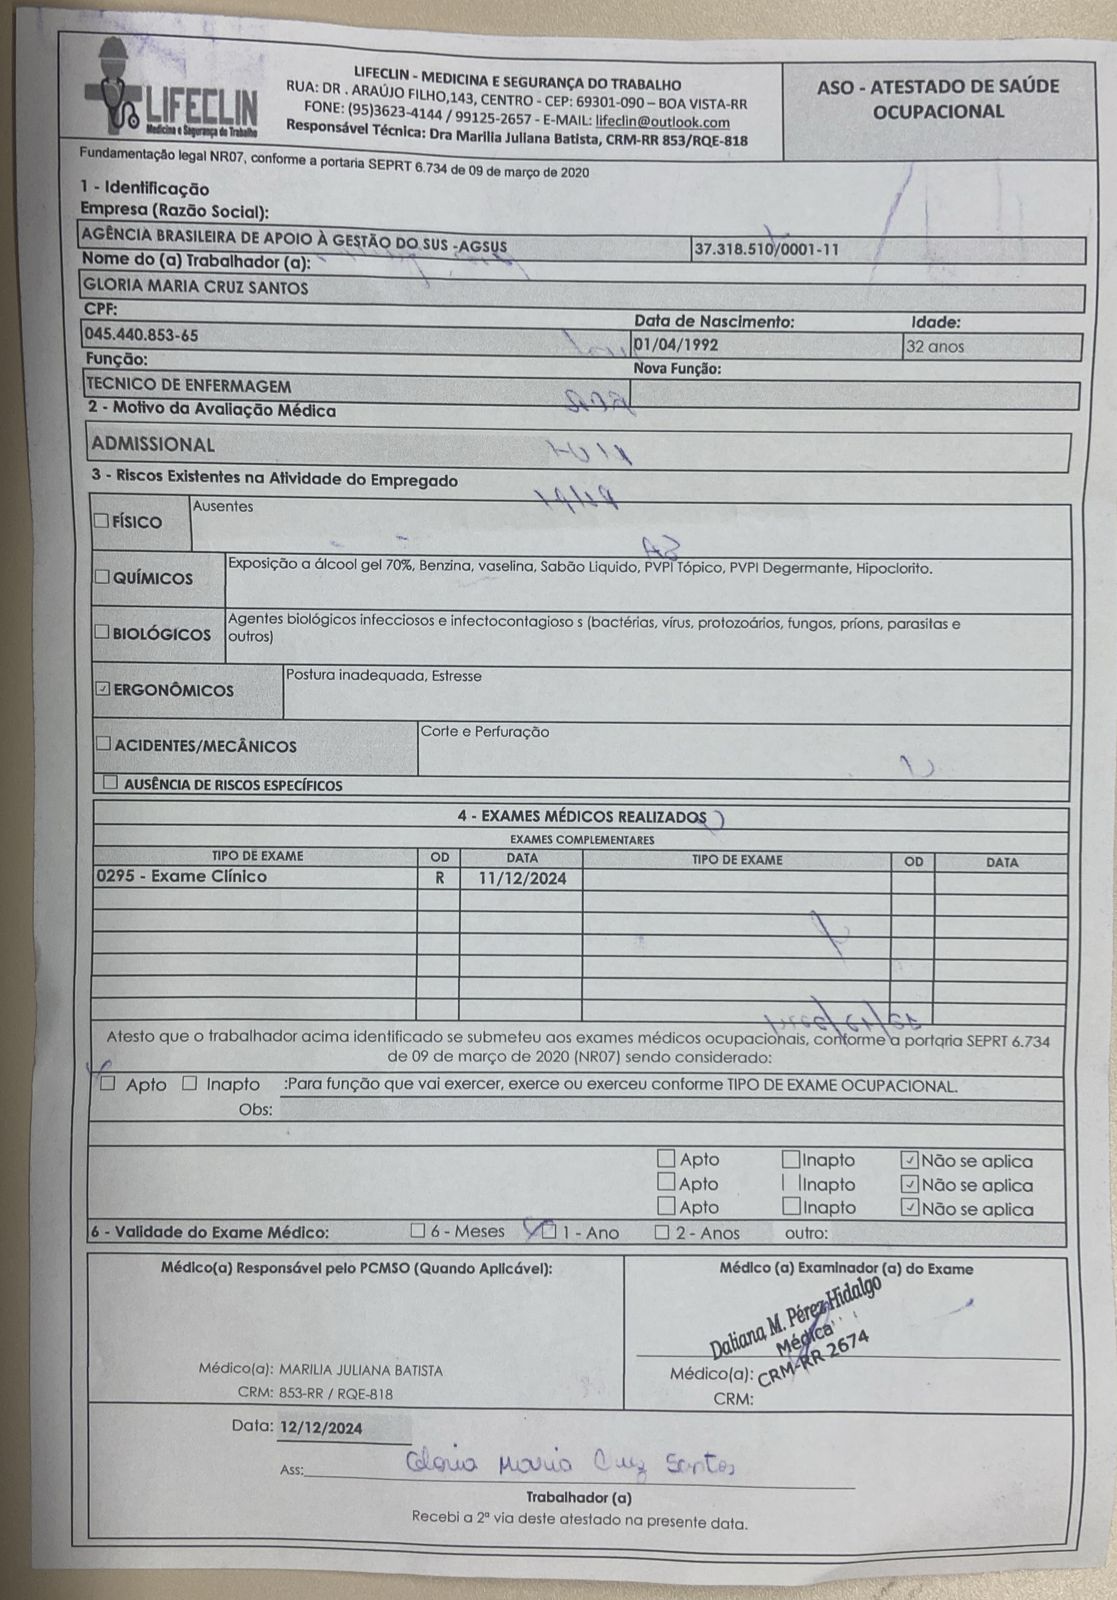 LIFECLIN
Medicina e Segurança do Trabalho
LIFECLIN - MEDICINA E SEGURANÇA DO TRABALHO
RUA: DR . ARAÚJO FILHO,143, CENTRO - CEP: 69301-090 – BOA VISTA-RR
FONE: (95)3623-4144 / 99125-2657 - E-MAIL: lifeclin@outlook.com
Responsável Técnica: Dra Marilia Juliana Batista, CRM-RR 853/RQE-818
ASO - ATESTADO DE SAÚDE
OCUPACIONAL
Fundamentação legal NR07, conforme a portaria SEPRT 6.734 de 09 de março de 2020
1 - Identificação
Empresa (Razão Social):
AGÊNCIA BRASILEIRA DE APOIO À GESTÃO DO SUS -AGSUS 37.318.510/0001-11
Nome do (a) Trabalhador (a):
GLORIA MARIA CRUZ SANTOS
CPF: Data de Nascimento: Idade:
045.440.853-65 01/04/1992 32 anos
Função: Nova Função:
TECNICO DE ENFERMAGEM
2 - Motivo da Avaliação Médica
ADMISSIONAL
3 - Riscos Existentes na Atividade do Empregado
FÍSICO Ausentes
QUÍMICOS Exposição a álcool gel 70%, Benzina, vaselina, Sabão Liquido, PVPI Tópico, PVPI Degermante, Hipoclorito.
BIOLÓGICOS Agentes biológicos infecciosos e infectocontagioso s (bactérias, vírus, protozoários, fungos, príons, parasitas e
outros)
ERGONÔMICOS Postura inadequada, Estresse
ACIDENTES/MECÂNICOS Corte e Perfuração
AUSÊNCIA DE RISCOS ESPECÍFICOS
4 - EXAMES MÉDICOS REALIZADOS
EXAMES COMPLEMENTARES
TIPO DE EXAME OD DATA TIPO DE EXAME OD DATA
0295 - Exame Clínico R 11/12/2024
Atesto que o trabalhador acima identificado se submeteu aos exames médicos ocupacionais, conforme a portaria SEPRT 6.734
de 09 de março de 2020 (NR07) sendo considerado:
Apto Inapto :Para função que vai exercer, exerce ou exerceu conforme TIPO DE EXAME OCUPACIONAL.
Obs:
Apto Inapto Não se aplica
Apto Inapto Não se aplica
Apto Inapto Não se aplica
6 - Validade do Exame Médico: 6 - Meses 1 - Ano 2 - Anos outro:
Médico(a) Responsável pelo PCMSO (Quando Aplicável):
Médico(a): MARILIA JULIANA BATISTA
CRM: 853-RR / RQE-818
Médico (a) Examinador (a) do Exame
Daliana M. Pérez Hidalgo
Médica
CRM-RR 2674
Médico(a):
CRM:
Data: 12/12/2024
Ass: Gloria Maria Cruz Santos
Trabalhador (a)
Recebi a 2ª via deste atestado na presente data.